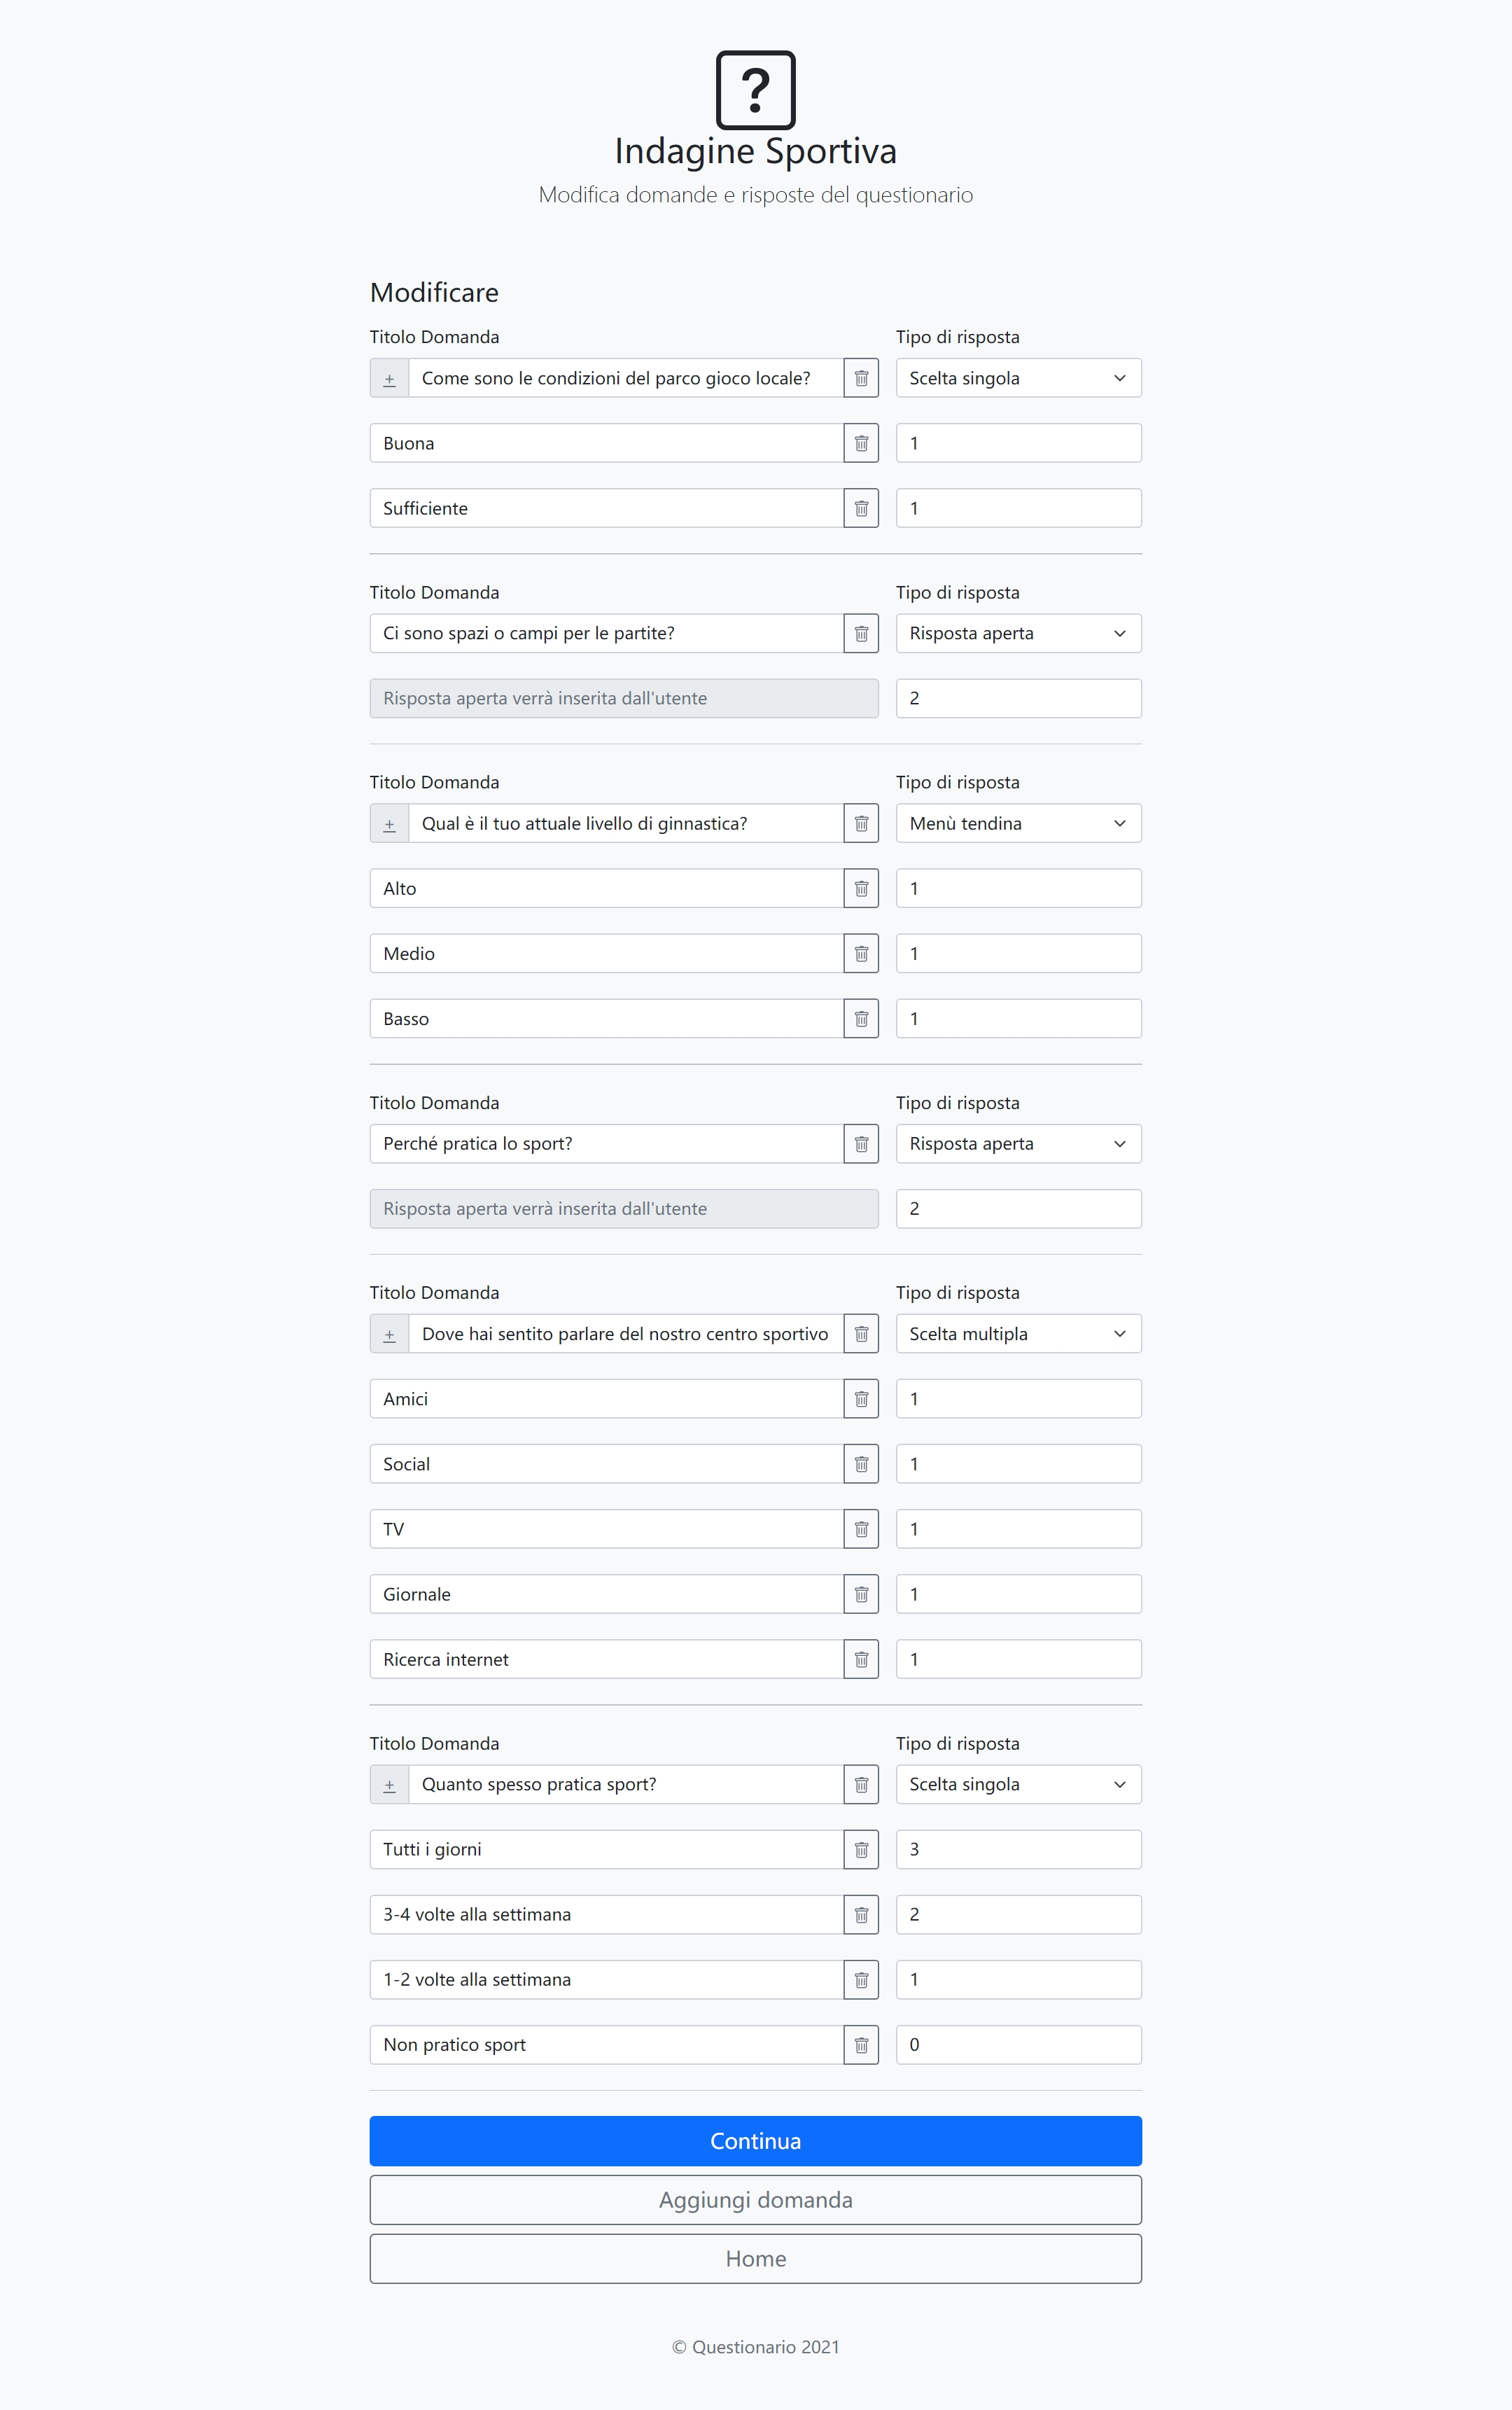 ?
Indagine Sportiva
Modifica domande e risposte del questionario
Modificare
Titolo Domanda Tipo di risposta
+ Come sono le condizioni del parco gioco locale? Scelta singola
Buona 1
Sufficiente 1
Titolo Domanda Tipo di risposta
Ci sono spazi o campi per le partite? Risposta aperta
Risposta aperta verrà inserita dall'utente 2
Titolo Domanda Tipo di risposta
+ Qual è il tuo attuale livello di ginnastica? Menù tendina
Alto 1
Medio 1
Basso 1
Titolo Domanda Tipo di risposta
Perché pratica lo sport? Risposta aperta
Risposta aperta verrà inserita dall'utente 2
Titolo Domanda Tipo di risposta
+ Dove hai sentito parlare del nostro centro sportivo Scelta multipla
Amici 1
Social 1
TV 1
Giornale 1
Ricerca internet 1
Titolo Domanda Tipo di risposta
+ Quanto spesso pratica sport? Scelta singola
Tutti i giorni 3
3-4 volte alla settimana 2
1-2 volte alla settimana 1
Non pratico sport 0
Continua
Aggiungi domanda
Home
© Questionario 2021